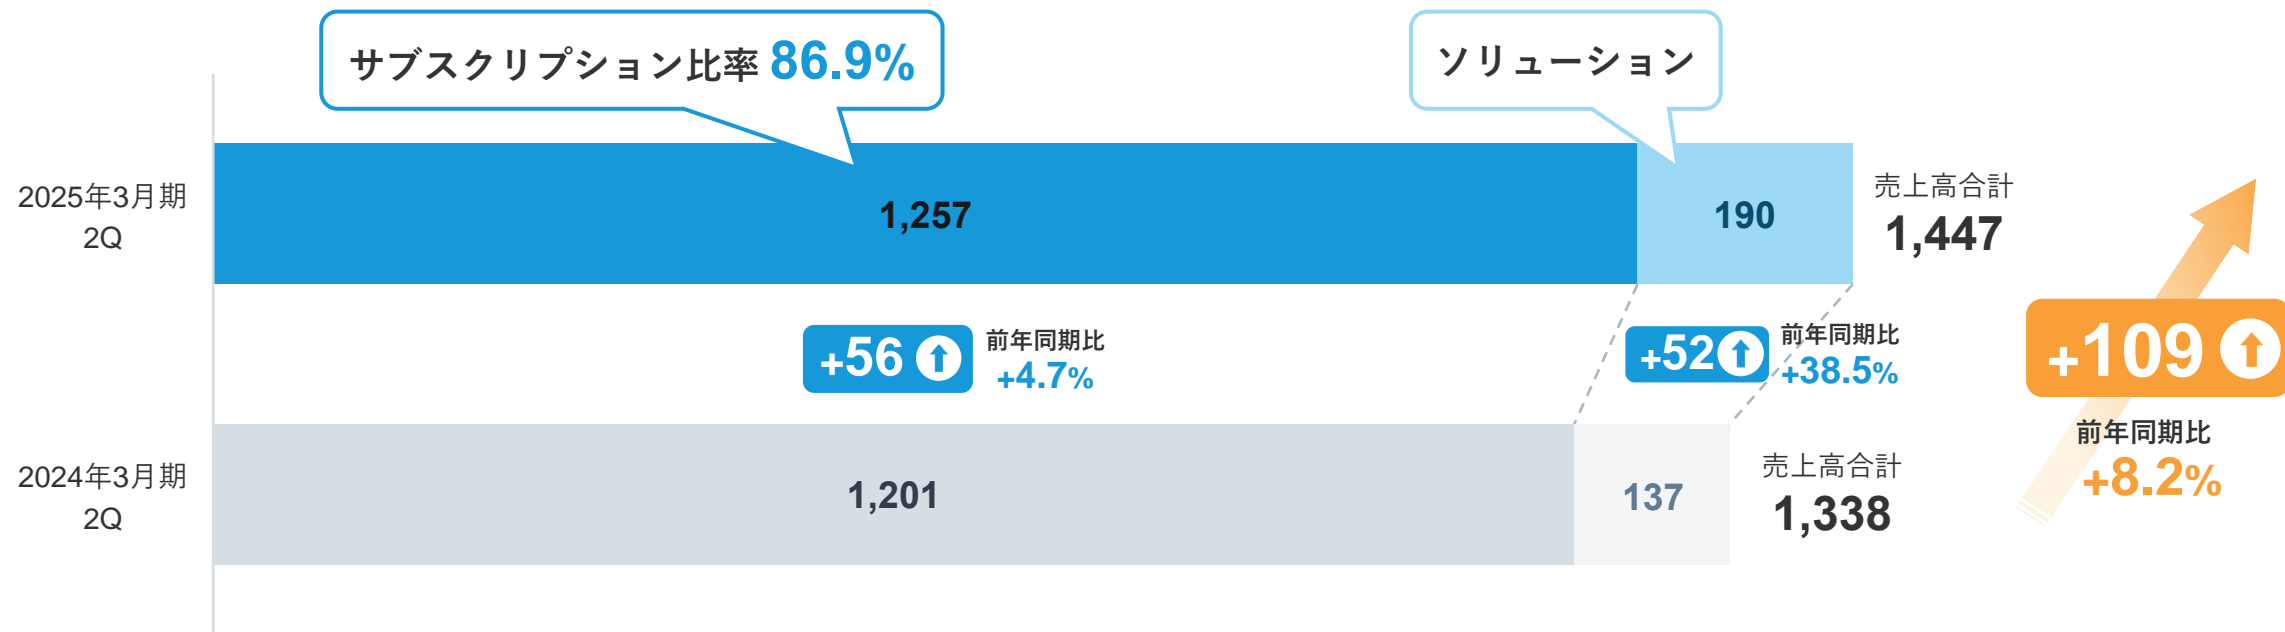 サブスクリプション比率 86.9%
ソリューション
2025年3月期
2Q
1,257
190
売上高合計
1,447
+56
前年同期比
+4.7%
+52
前年同期比
+38.5%
+109
前年同期比
+8.2%
2024年3月期
2Q
1,201
137
売上高合計
1,338